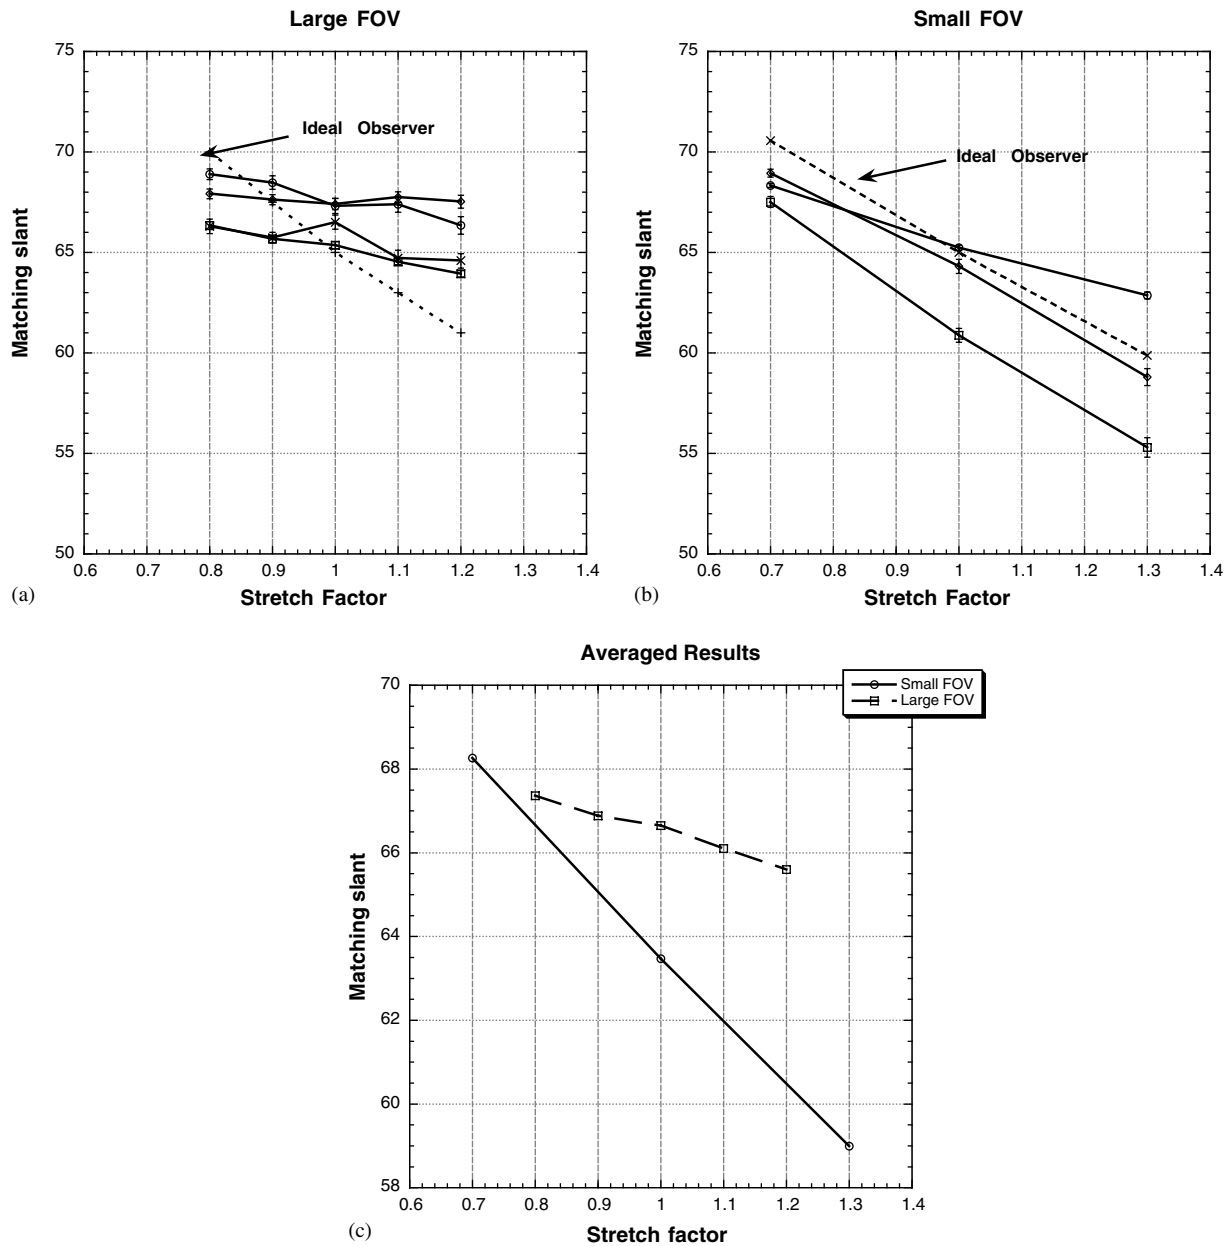 Large FOV
75
70
65
60
55
50
Matching slant
Ideal Observer
0.6 0.7 0.8 0.9 1 1.1 1.2 1.3 1.4
Stretch Factor
(a)
Small FOV
75
70
65
60
55
50
Matching slant
Ideal Observer
0.6 0.7 0.8 0.9 1 1.1 1.2 1.3 1.4
Stretch Factor
(b)
Averaged Results
Small FOV
Large FOV
70
68
66
64
62
60
58
Matching slant
0.6 0.7 0.8 0.9 1 1.1 1.2 1.3 1.4
Stretch factor
(c)